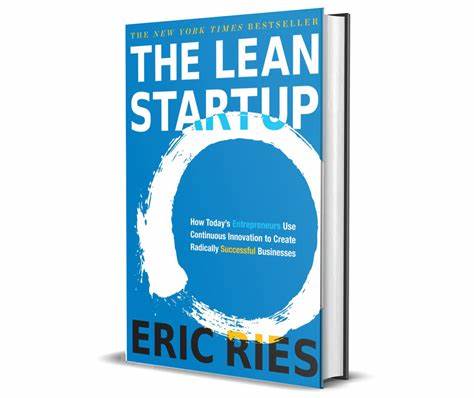 THE NEW YORK TIMES BESTSELLER
THE LEAN
STARTUP
How Today's Entrepreneurs Use
Continuous Innovation to Create
Radically Successful Businesses
ERIC RIES